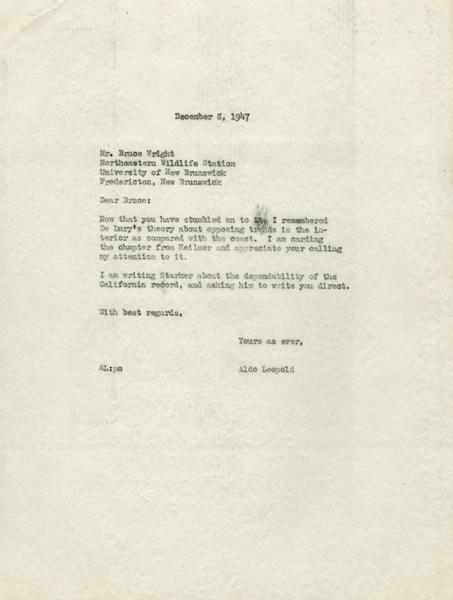 December 8, 1947
Mr. Bruce Wright
Northeastern Wildlife Station
University of New Brunswick
Fredericton, New Brunswick
Dear Bruce:
Now that you have stumbled on to it, I remembered
De Lury's theory about opposing trends in the in-
terior as compared with the coast. I am carding
the chapter from Heilner and appreciate your calling
my attention to it.
I am writing Starker about the dependability of the
California record, and asking him to write you direct.
With best regards,
Yours as ever,
AL:pm
Aldo Leopold